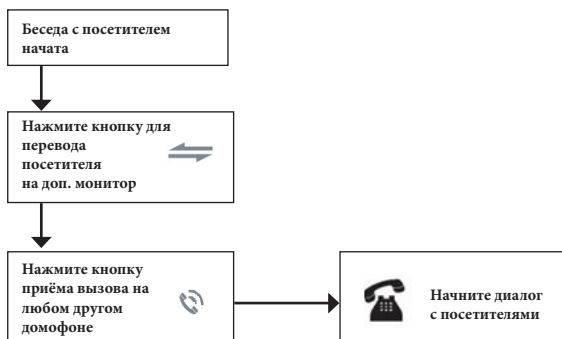 Беседа с посетителем
начата
Нажмите кнопку для
перевода
посетителя
на доп. монитор
Нажмите кнопку
приёма вызова на
любом другом
домофоне
Начните диалог
с посетителями